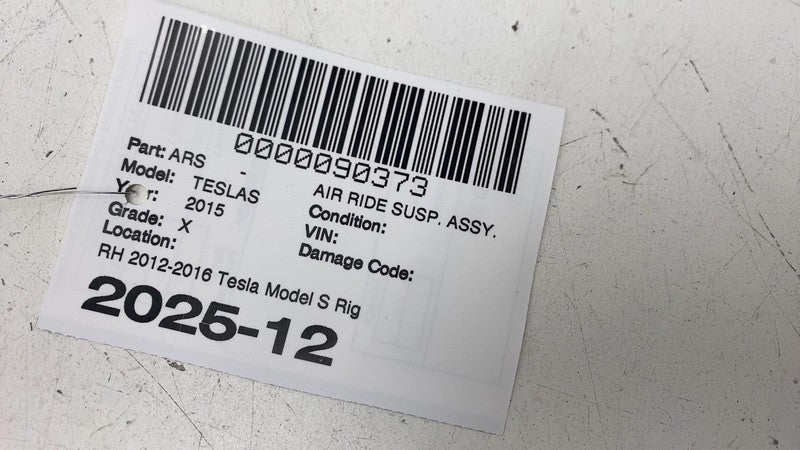 0000090373
Part: ARS - AIR RIDE SUSP. ASSY.
Model: TESLAS Condition:
Year: 2015 VIN:
Grade: X Damage Code:
Location:
RH 2012-2016 Tesla Model S Rig
2025-12